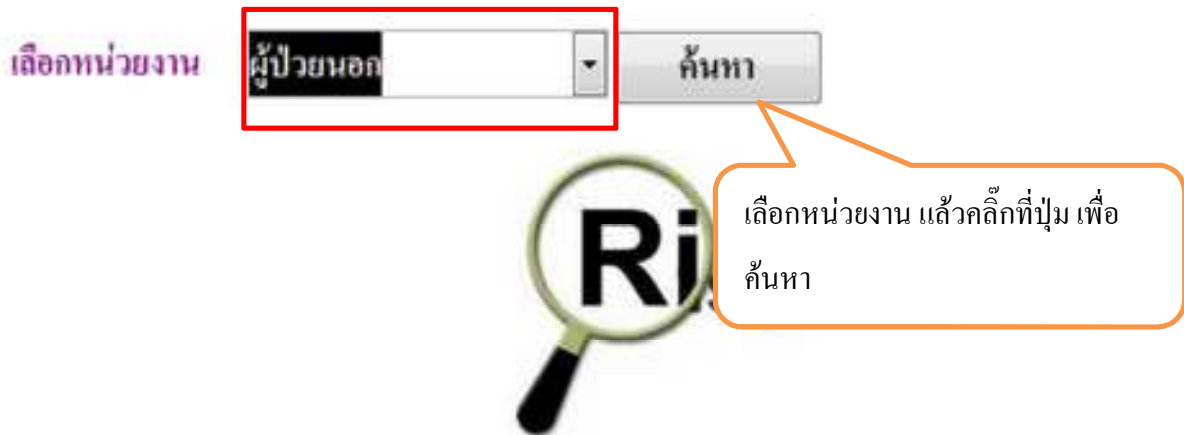 เลือกหน่วยงาน ผู้ป่วยนอก ค้นหา
เลือกหน่วยงาน แล้วคลิ๊กที่ปุ่ม เพื่อ
ค้นหา
Ri